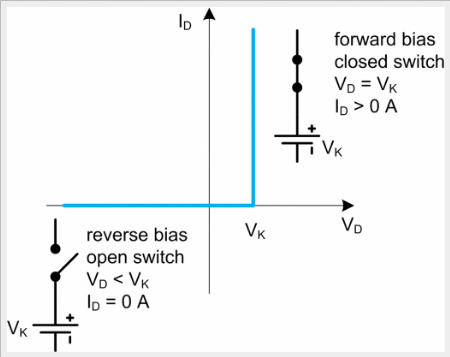 I_D
forward bias
closed switch
V_D = V_K
I_D > 0 A
+
V_K
V_K
V_D
reverse bias
open switch
V_D < V_K
I_D = 0 A
V_K
+